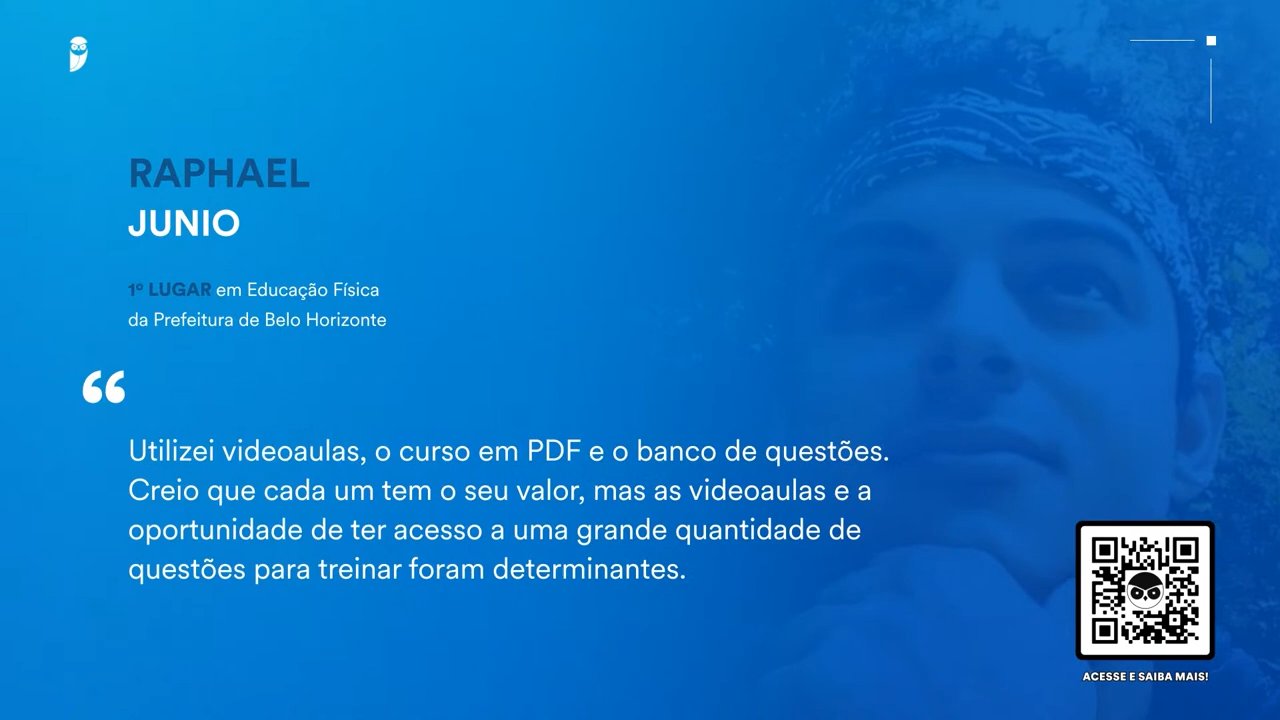 RAPHAEL
JUNIO
1º LUGAR em Educação Física
da Prefeitura de Belo Horizonte
“
Utilizei videoaulas, o curso em PDF e o banco de questões.
Creio que cada um tem o seu valor, mas as videoaulas e a
oportunidade de ter acesso a uma grande quantidade de
questões para treinar foram determinantes.
ACESSE E SAIBA MAIS!